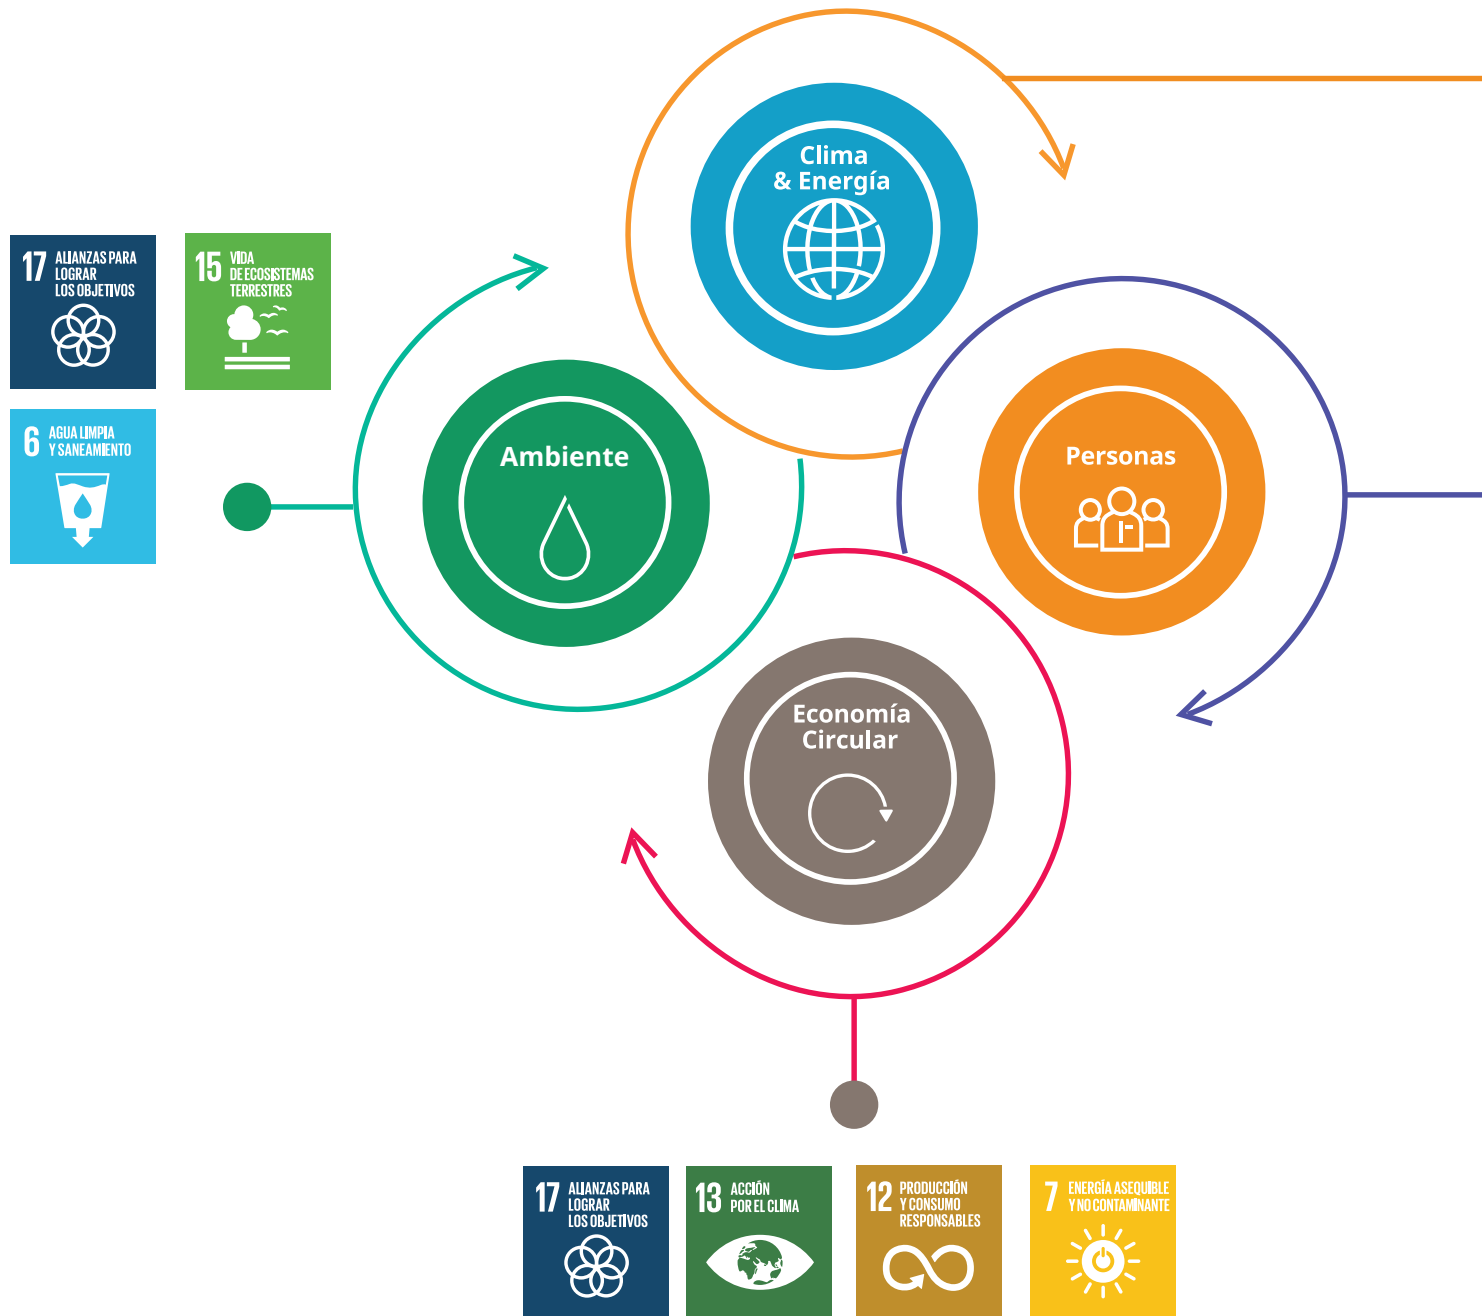 Clima
& Energía
17 ALIANZAS PARA
LOGRAR
LOS OBJETIVOS
15 VIDA
DE ECOSISTEMAS
TERRESTRES
6 AGUA LIMPIA
Y SANEAMIENTO
Ambiente
Personas
Economía
Circular
17 ALIANZAS PARA
LOGRAR
LOS OBJETIVOS
13 ACCIÓN
POR EL CLIMA
12 PRODUCCIÓN
Y CONSUMO
RESPONSABLES
7 ENERGÍA ASEQUIBLE
Y NO CONTAMINANTE